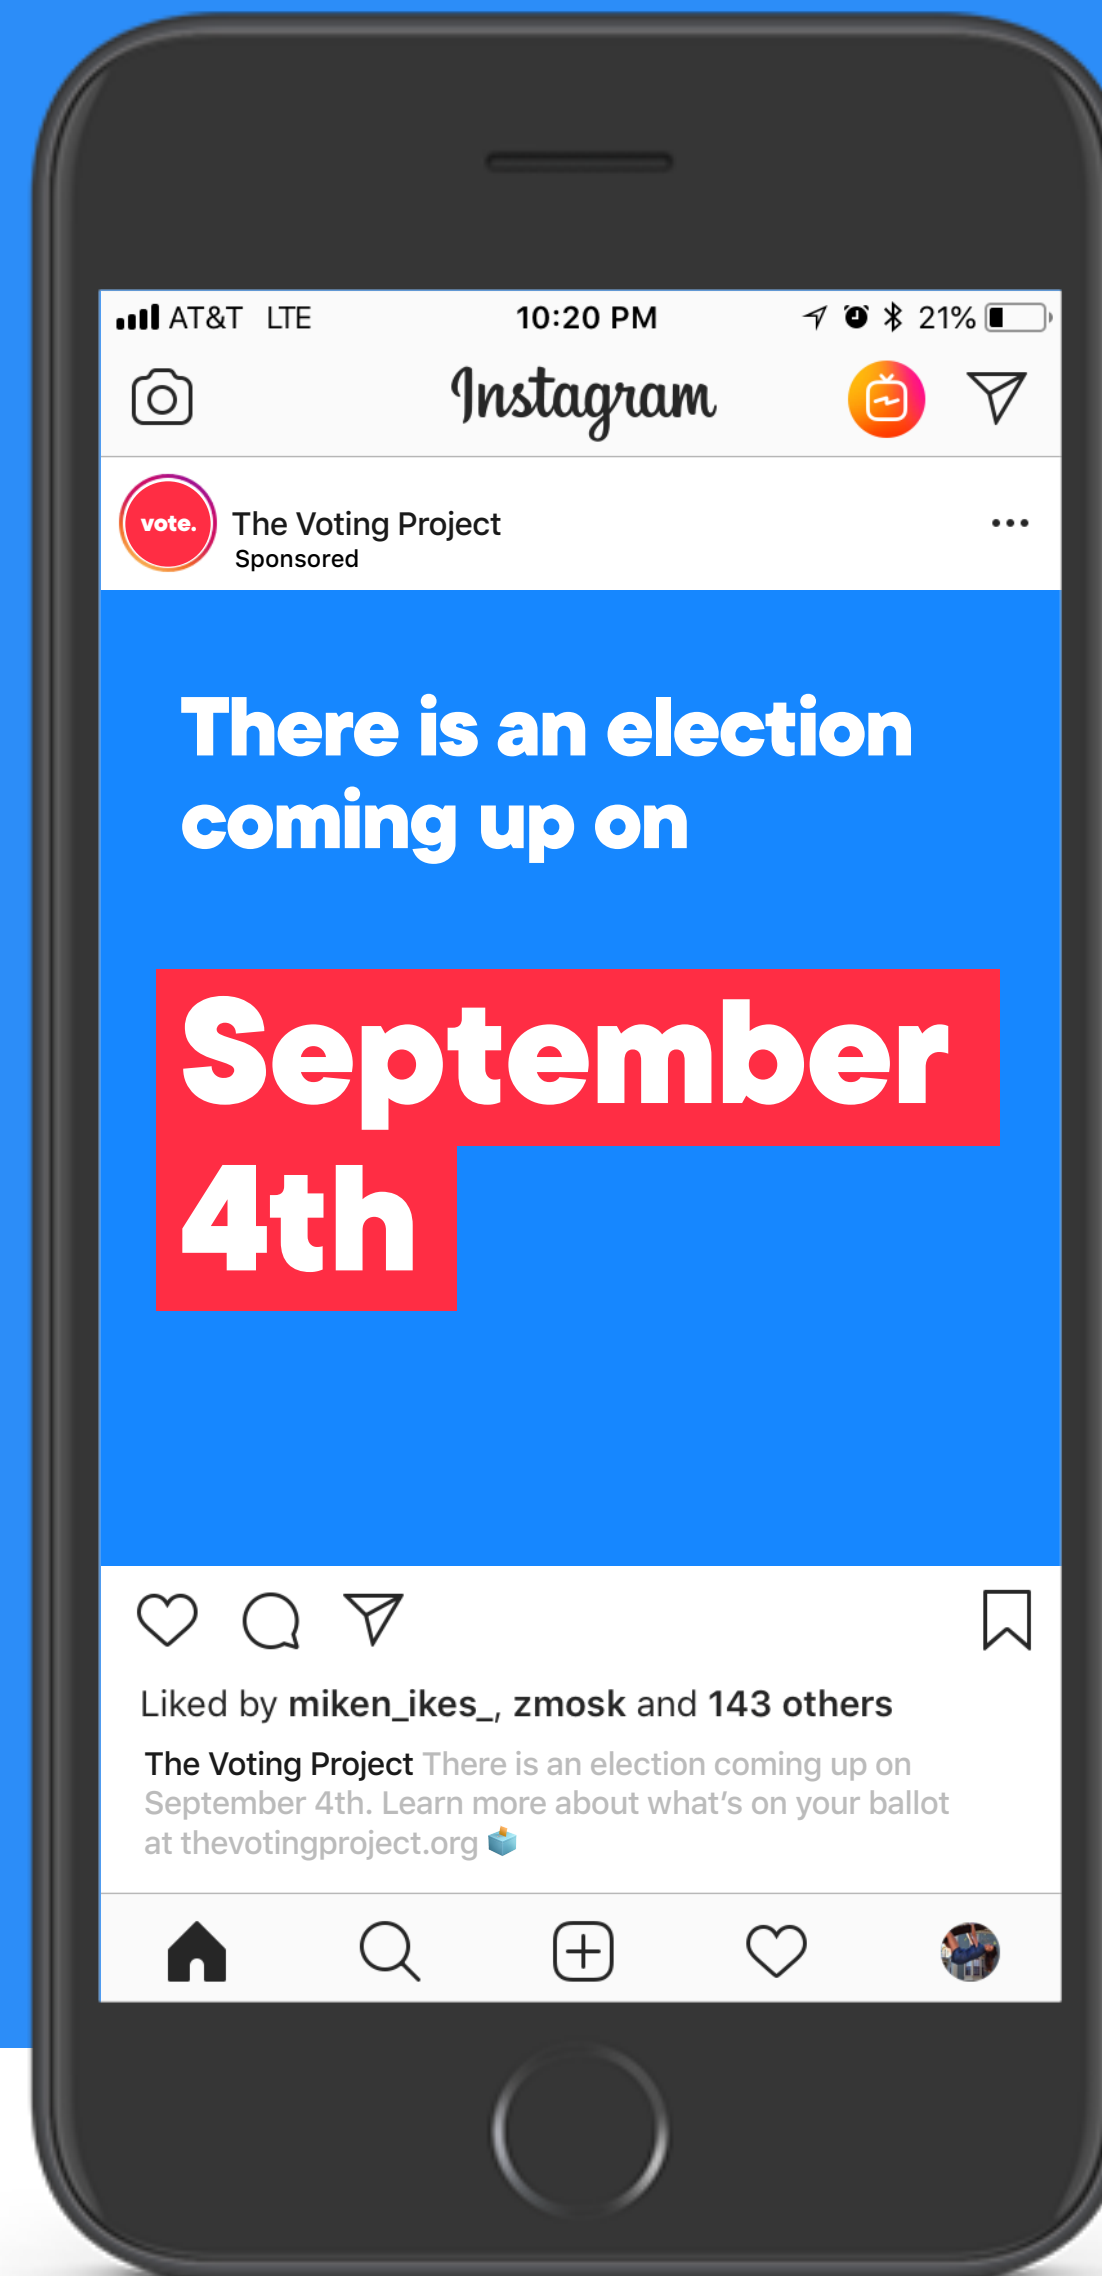 AT&T LTE 10:20 PM 21%
Instagram
vote.
The Voting Project
Sponsored
There is an election
coming up on
September
4th
Liked by miken_ikes_, zmosk and 143 others
The Voting Project There is an election coming up on
September 4th. Learn more about what's on your ballot
at thevotingproject.org